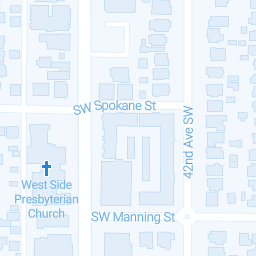 SW Spokane St
42nd Ave SW
West Side
Presbyterian
Church
SW Manning St